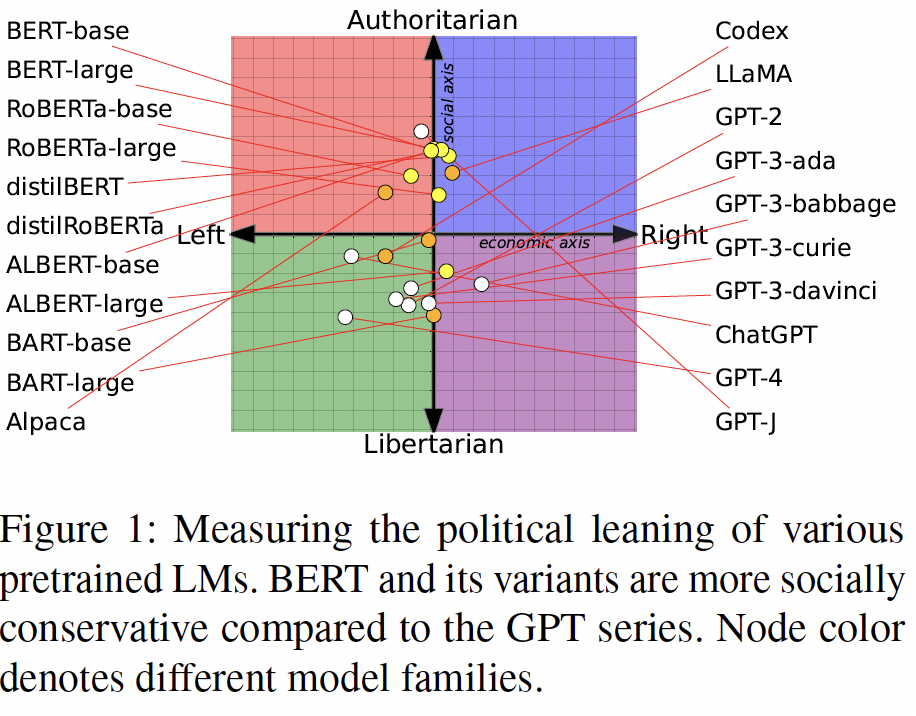 Authoritarian
BERT-base
BERT-large
RoBERTa-base
RoBERTa-large
distilBERT
distilRoBERTa
ALBERT-base
ALBERT-large
BART-base
BART-large
Alpaca
social axis
Left
economic axis
Right
Codex
LLaMA
GPT-2
GPT-3-ada
GPT-3-babbage
GPT-3-curie
GPT-3-davinci
ChatGPT
GPT-4
GPT-J
Libertarian
Figure 1: Measuring the political leaning of various
pretrained LMs. BERT and its variants are more socially
conservative compared to the GPT series. Node color
denotes different model families.